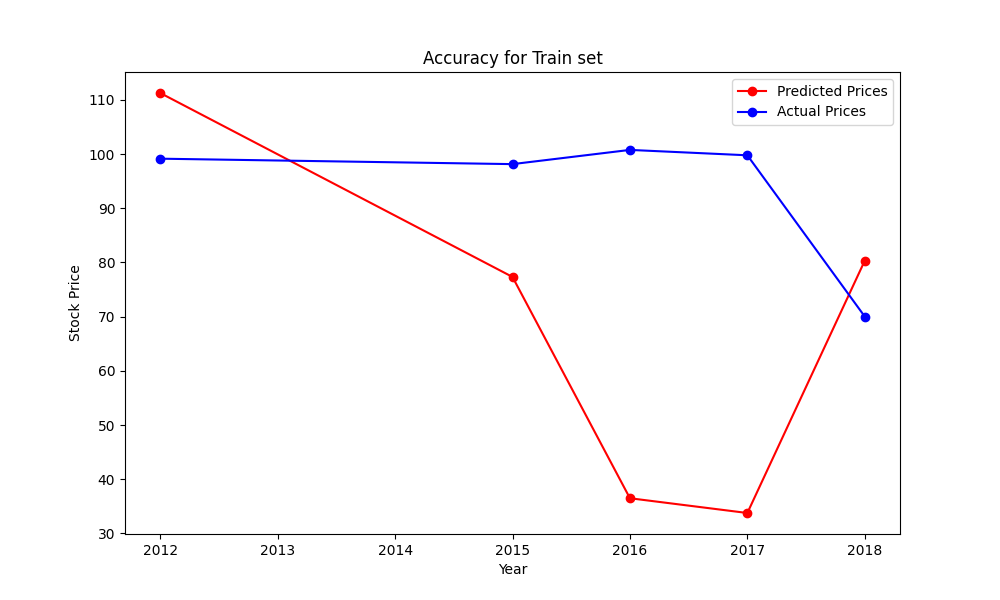 Accuracy for Train set
Predicted Prices
Actual Prices
110
100
90
80
70
60
50
40
30
Stock Price
2012 2013 2014 2015 2016 2017 2018
Year